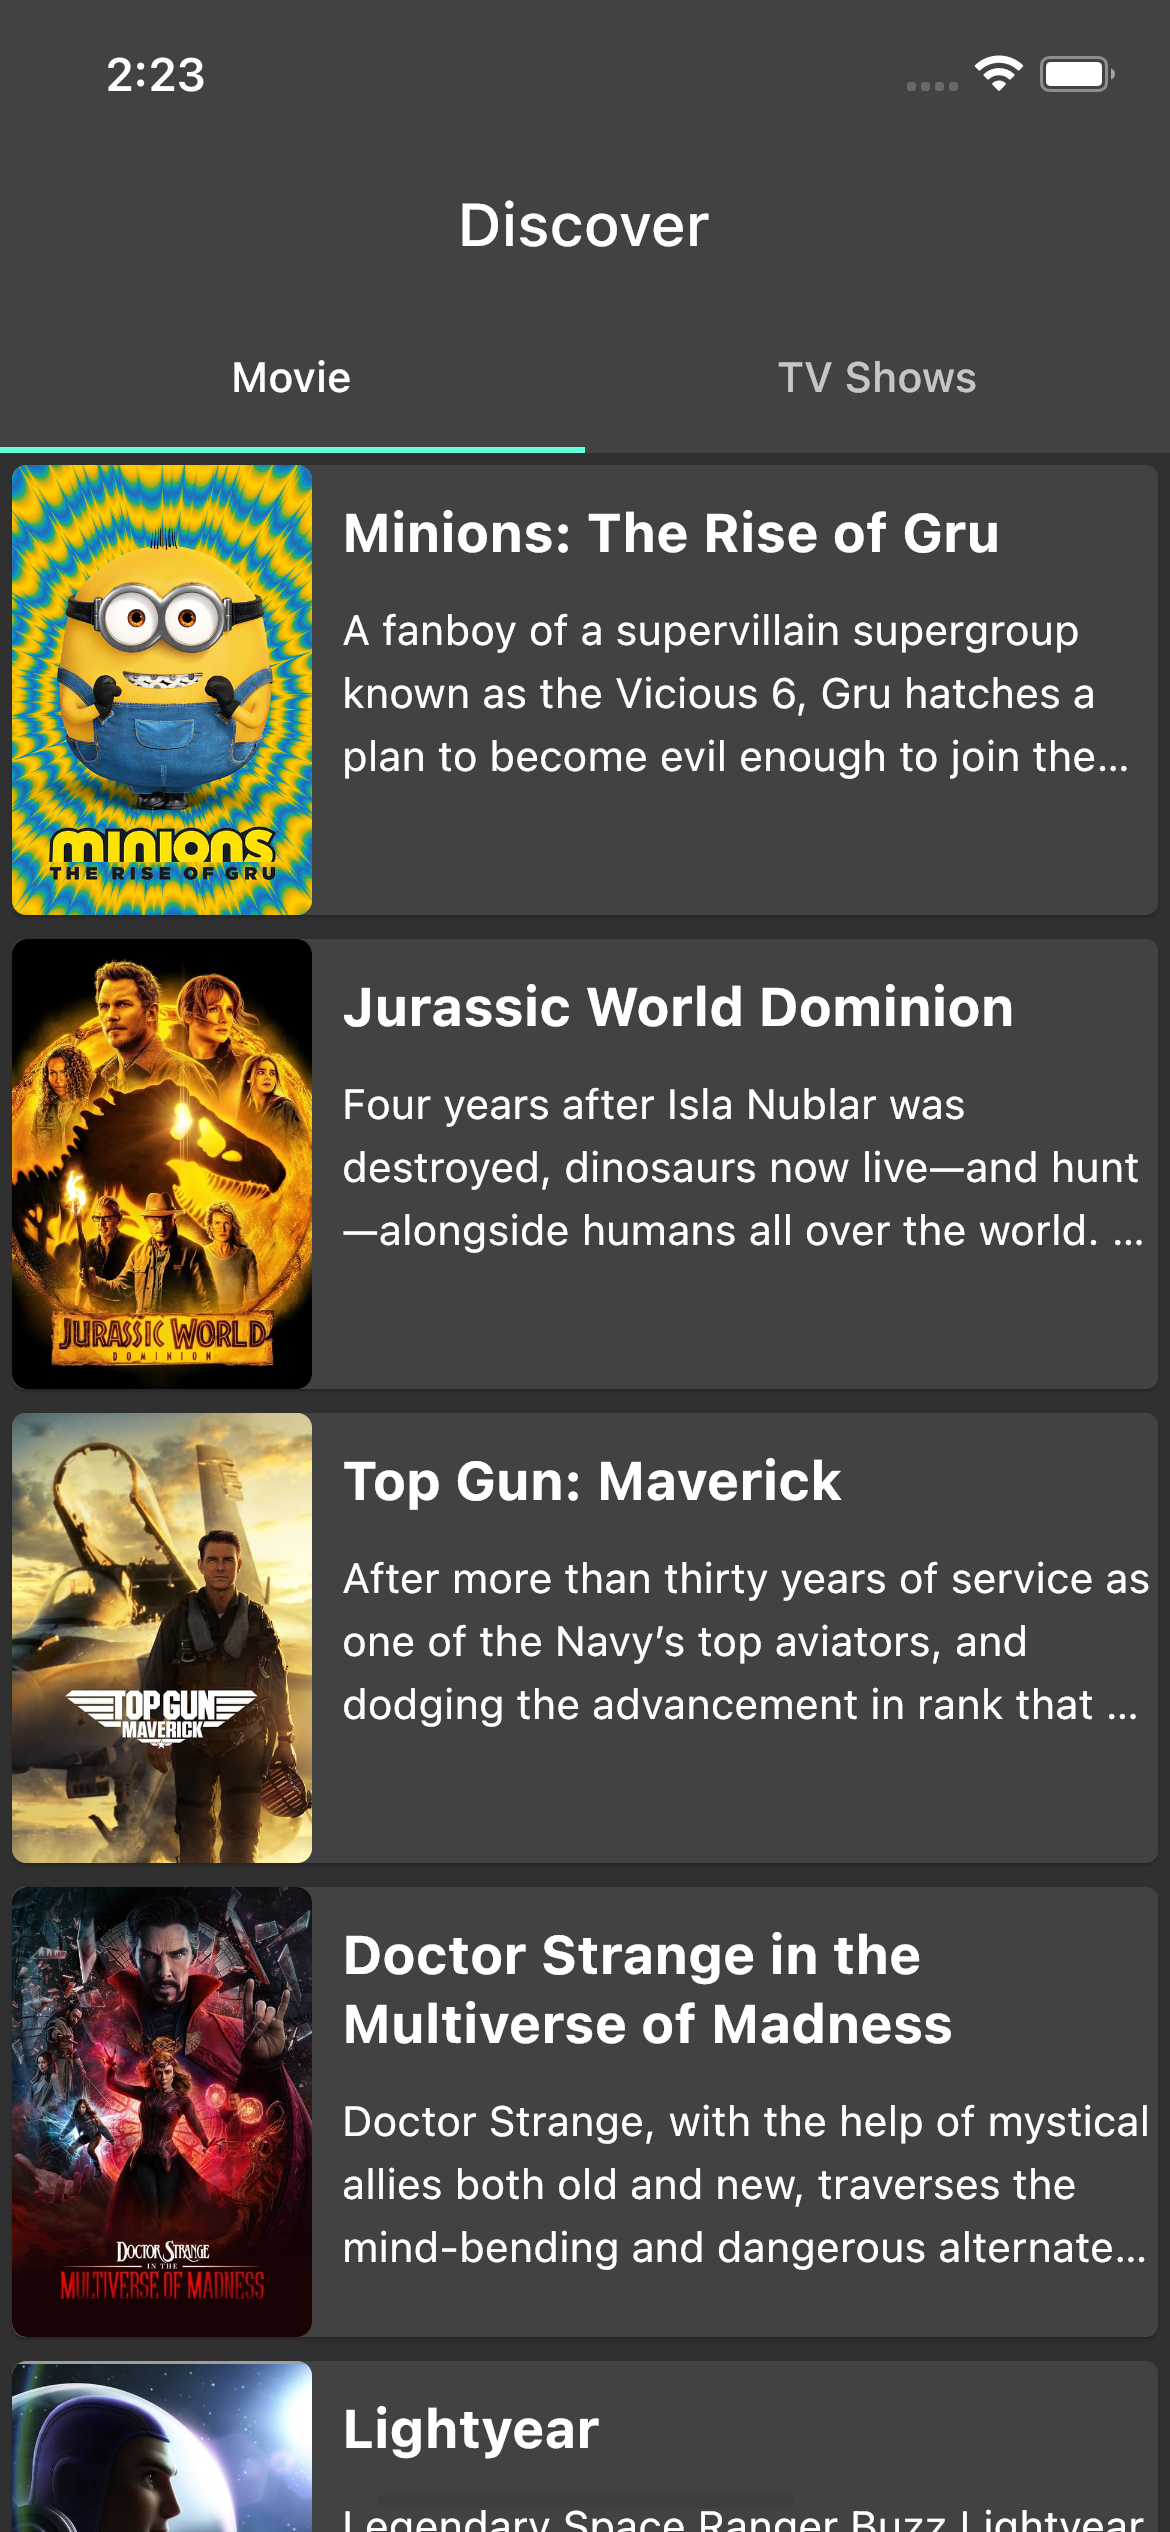 2:23
Discover
Movie
TV Shows
minions
THE RISE OF GRU
Minions: The Rise of Gru
A fanboy of a supervillain supergroup
known as the Vicious 6, Gru hatches a
plan to become evil enough to join the...
JURASSIC WORLD
DOMINION
Jurassic World Dominion
Four years after Isla Nublar was
destroyed, dinosaurs now live—and hunt
—alongside humans all over the world. ...
TOP GUN
MAVERICK
Top Gun: Maverick
After more than thirty years of service as
one of the Navy’s top aviators, and
dodging the advancement in rank that ...
DOCTOR STRANGE
IN THE
MULTIVERSE OF MADNESS
Doctor Strange in the
Multiverse of Madness
Doctor Strange, with the help of mystical
allies both old and new, traverses the
mind-bending and dangerous alternate...
Lightyear
Legendary Space Ranger Buzz Lightyear